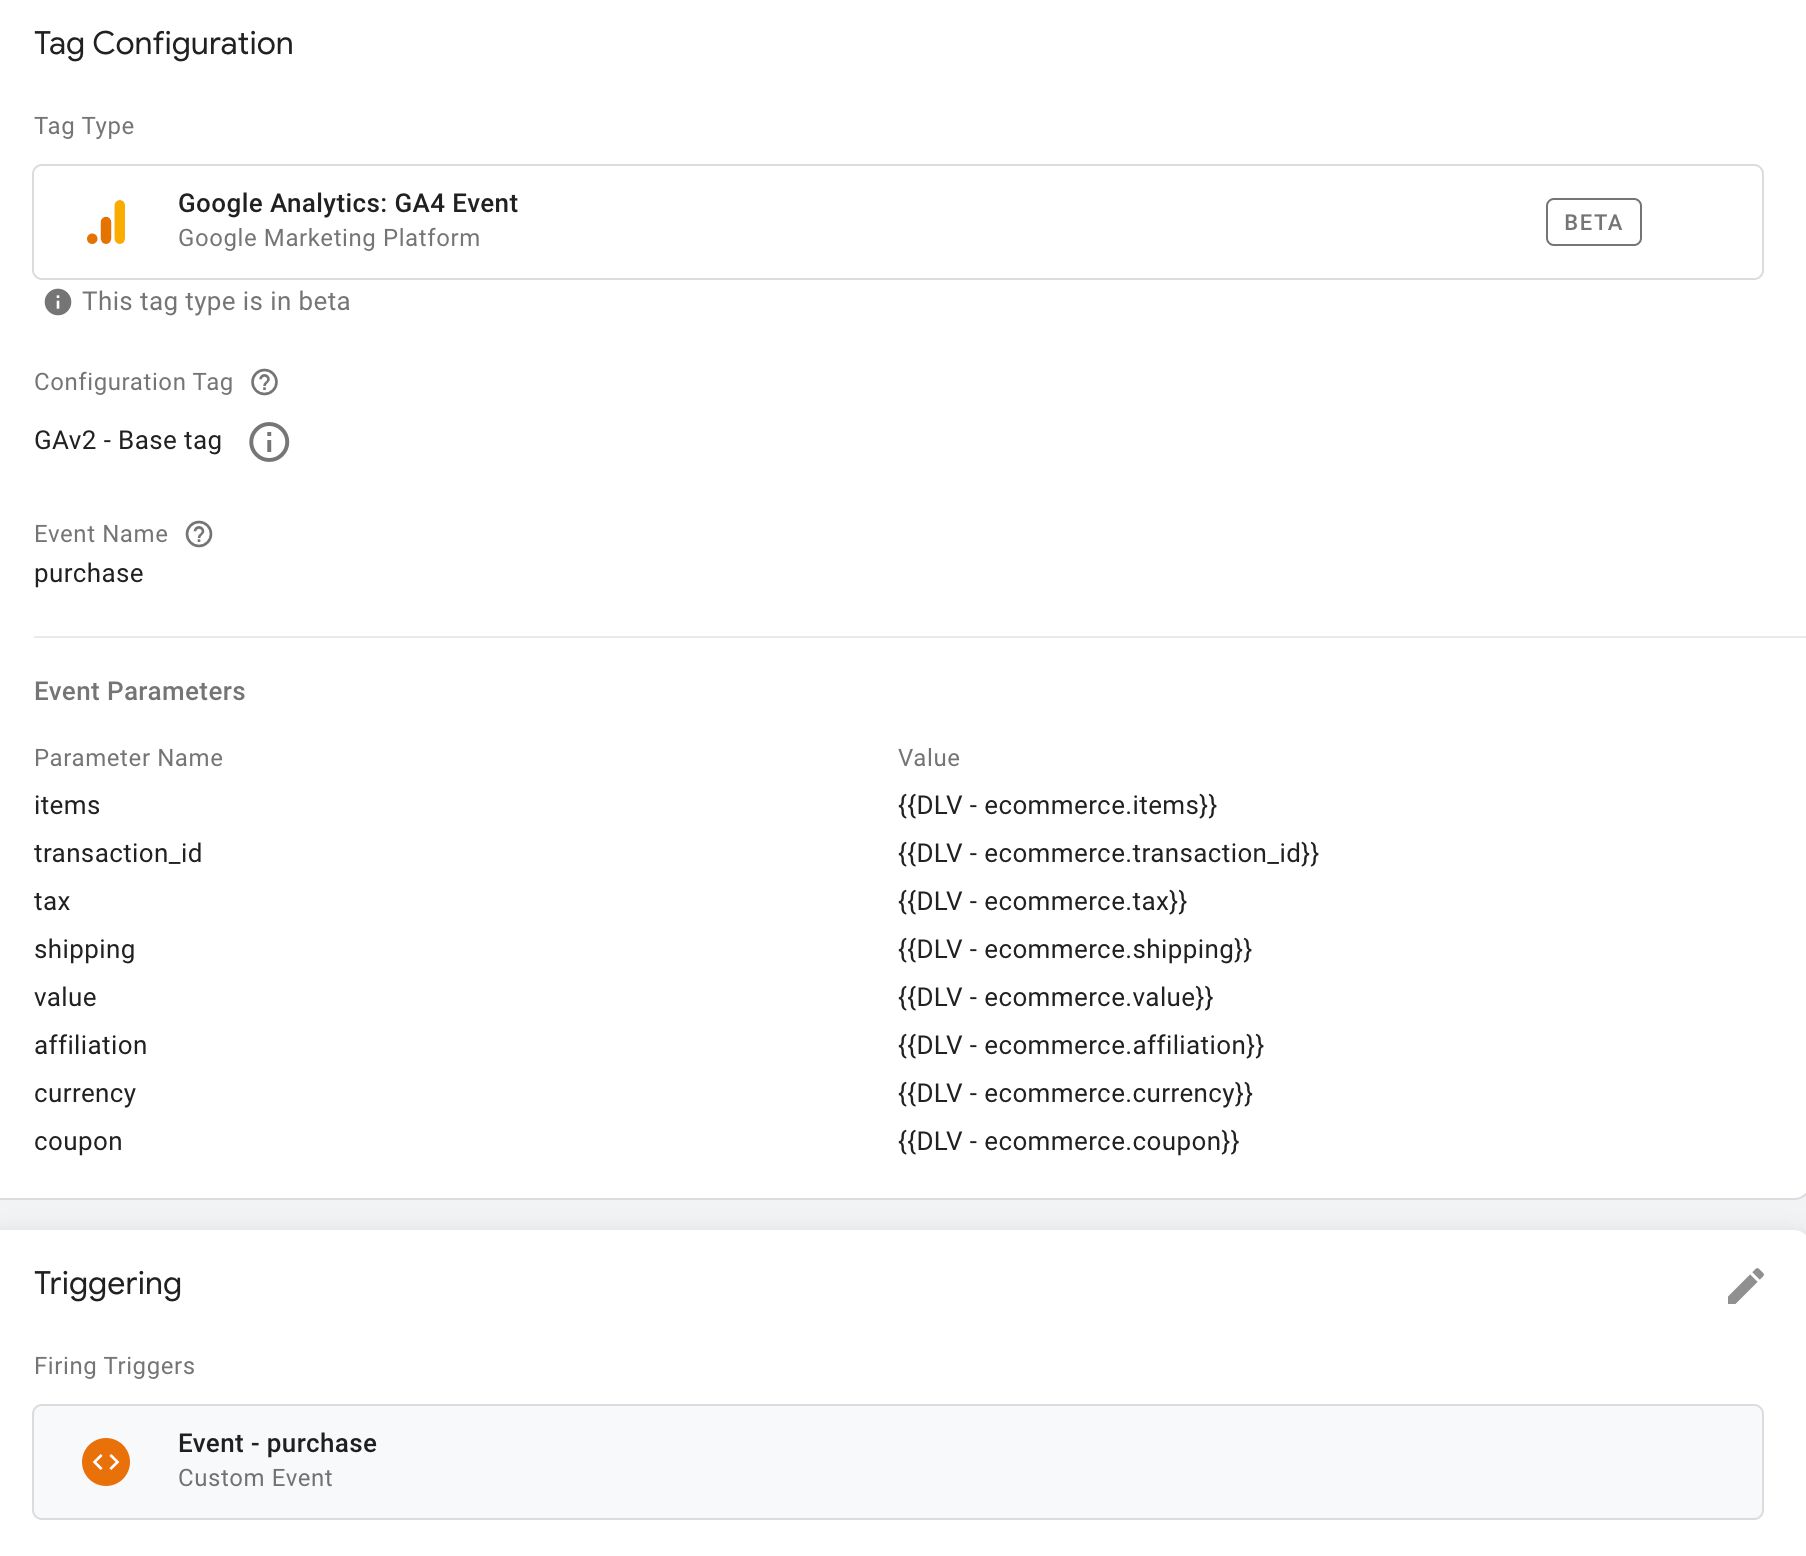 Tag Configuration
Tag Type
Google Analytics: GA4 Event
Google Marketing Platform
BETA
This tag type is in beta
Configuration Tag
GAv2 - Base tag
Event Name
purchase
Event Parameters
Parameter Name Value
items {{DLV - ecommerce.items}}
transaction_id {{DLV - ecommerce.transaction_id}}
tax {{DLV - ecommerce.tax}}
shipping {{DLV - ecommerce.shipping}}
value {{DLV - ecommerce.value}}
affiliation {{DLV - ecommerce.affiliation}}
currency {{DLV - ecommerce.currency}}
coupon {{DLV - ecommerce.coupon}}
Triggering
Firing Triggers
Event - purchase
Custom Event